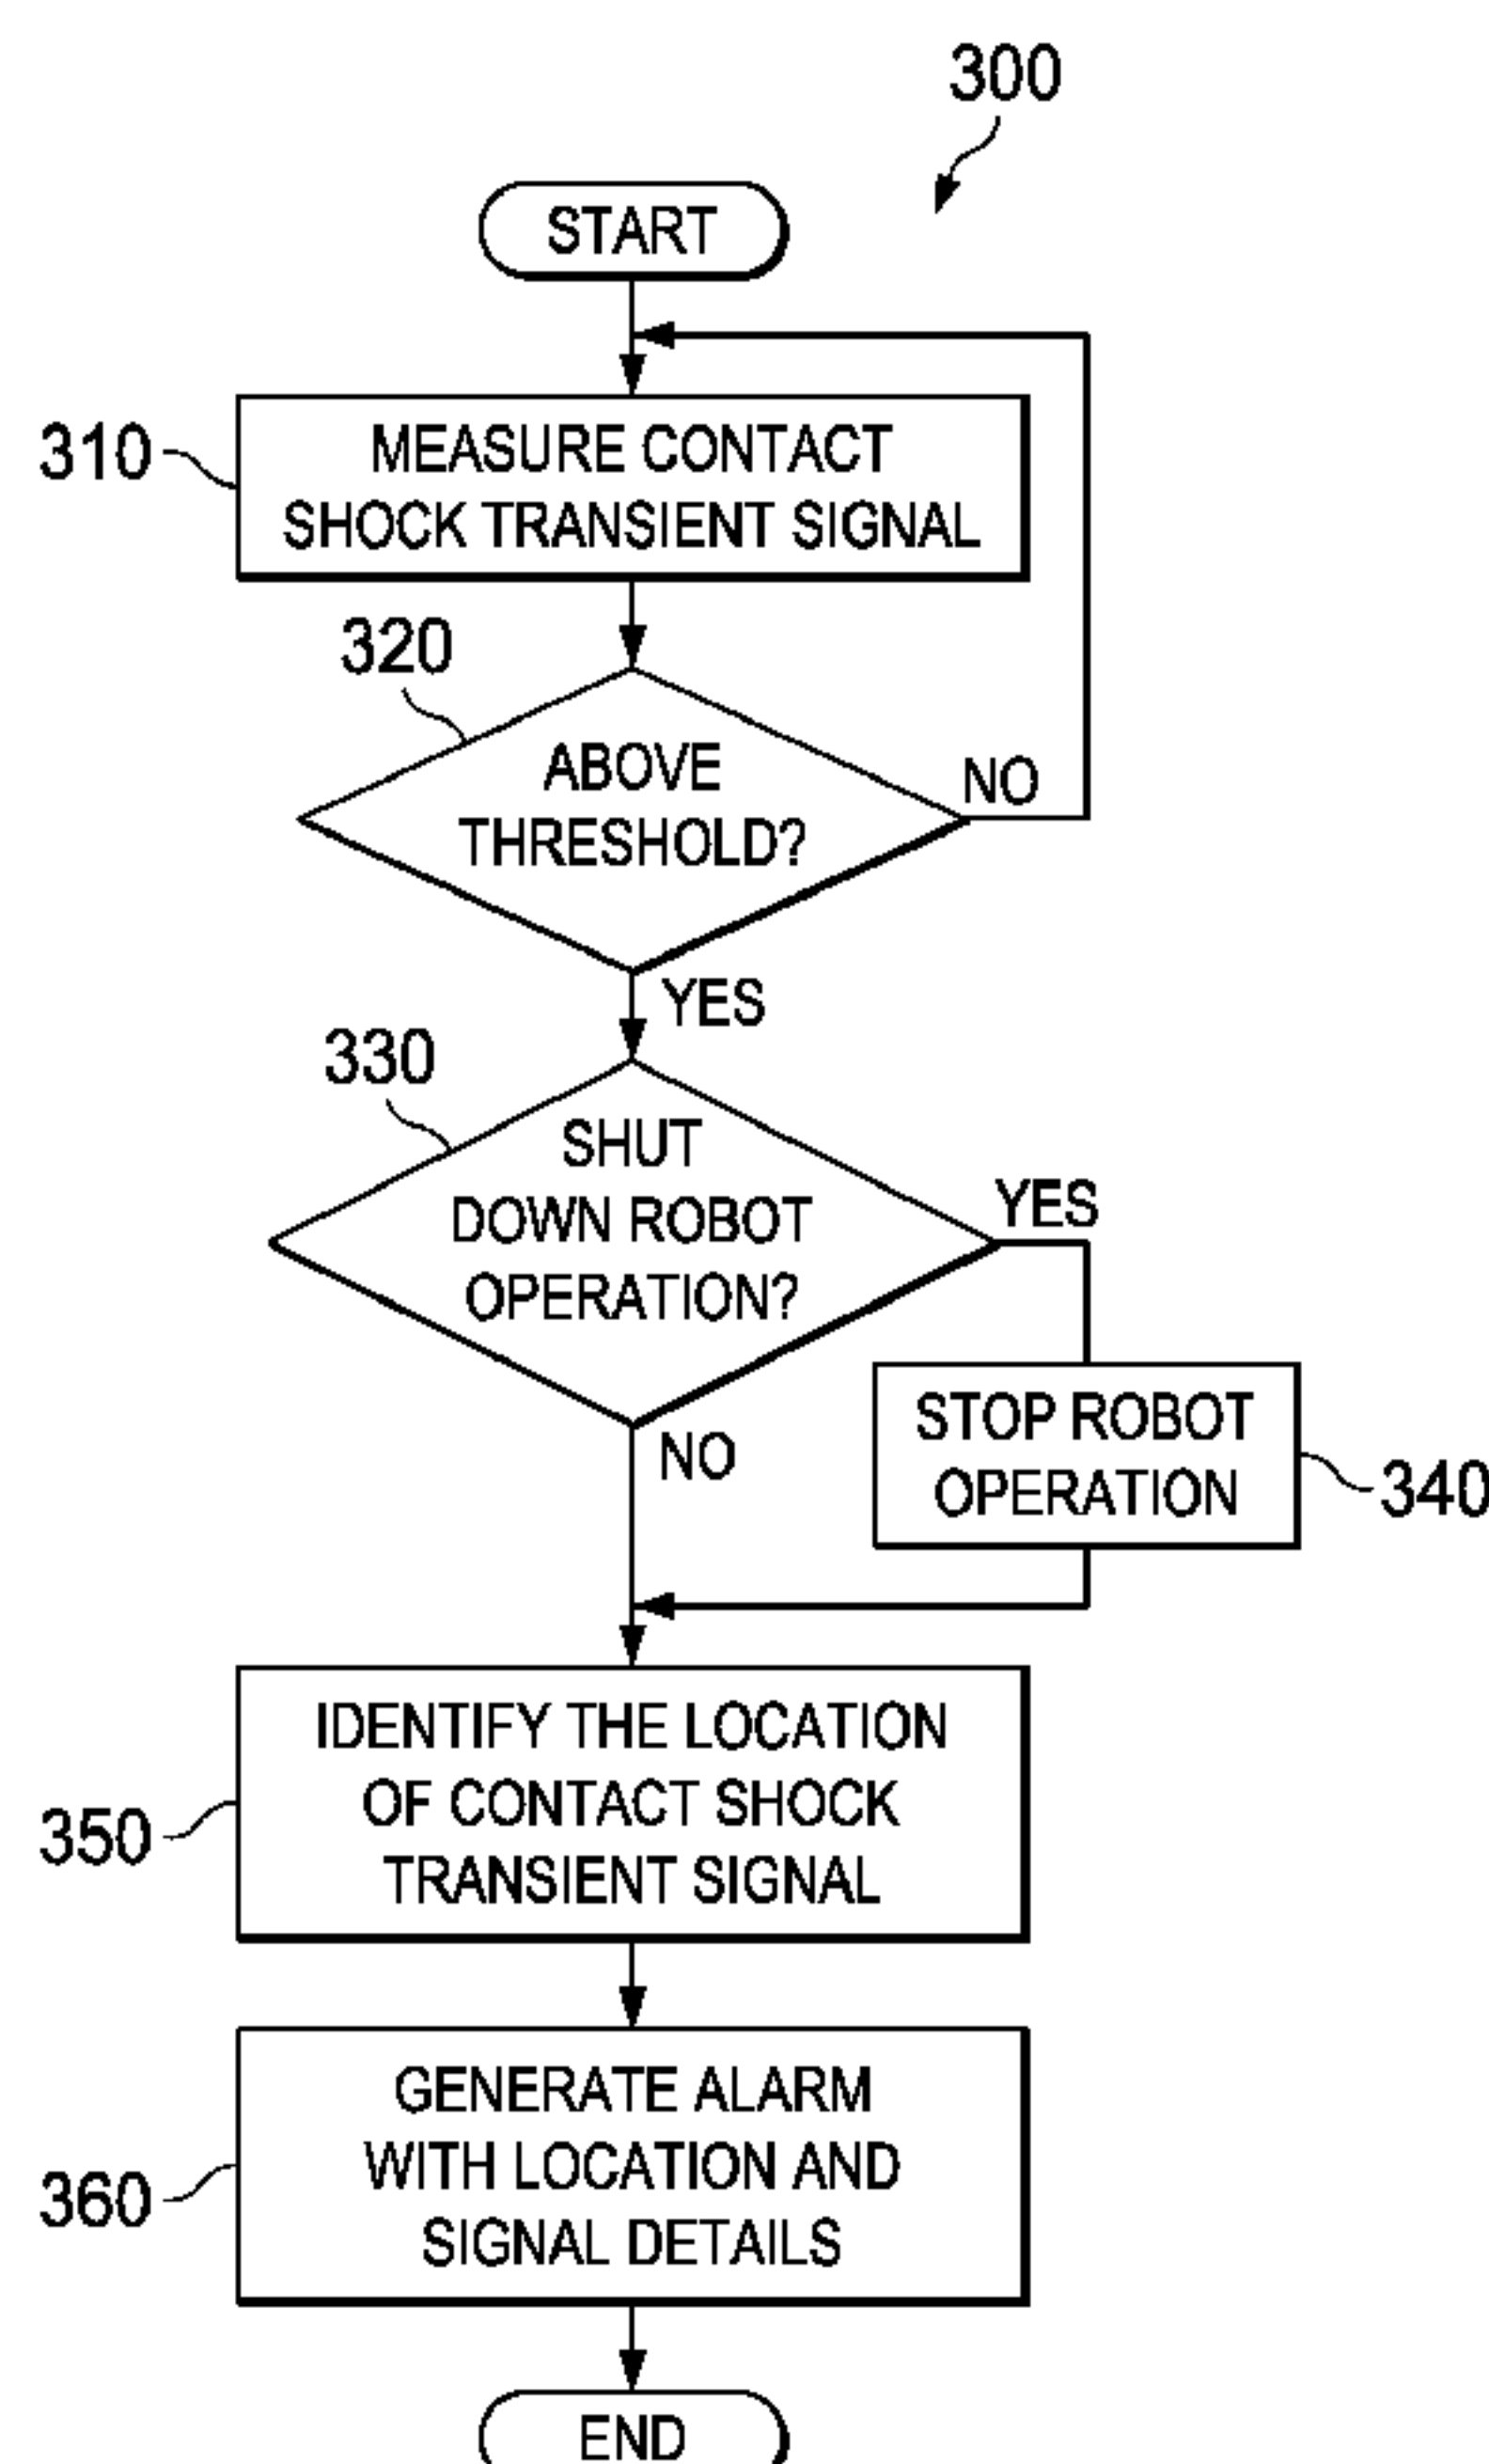 300
START
310
MEASURE CONTACT
SHOCK TRANSIENT SIGNAL
320
ABOVE
THRESHOLD?
NO
YES
330
SHUT
DOWN ROBOT
OPERATION?
YES
NO
STOP ROBOT
OPERATION
340
350
IDENTIFY THE LOCATION
OF CONTACT SHOCK
TRANSIENT SIGNAL
360
GENERATE ALARM
WITH LOCATION AND
SIGNAL DETAILS
END